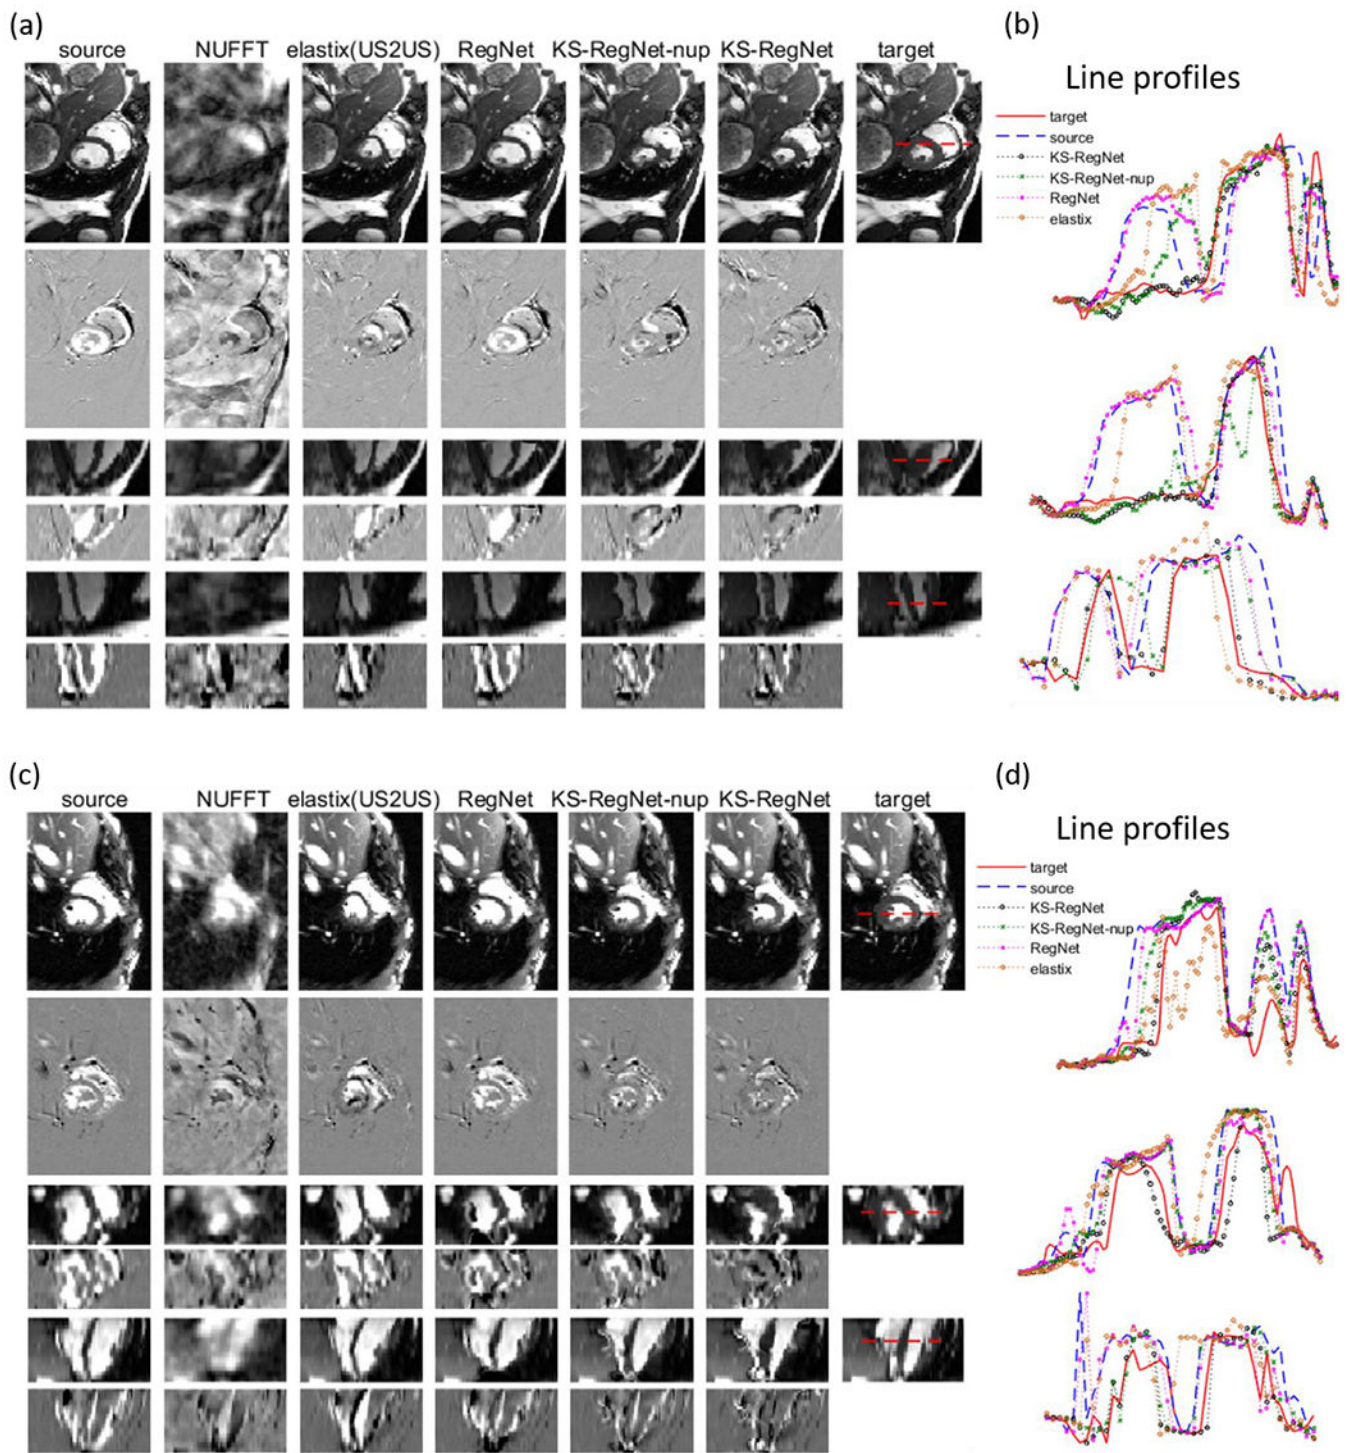 (a)
source NUFFT elastix(US2US) RegNet KS-RegNet-nup KS-RegNet target
(b)
Line profiles
target
source
KS-RegNet
KS-RegNet-nup
RegNet
elastix
(c)
source NUFFT elastix(US2US) RegNet KS-RegNet-nup KS-RegNet target
(d)
Line profiles
target
source
KS-RegNet
KS-RegNet-nup
RegNet
elastix